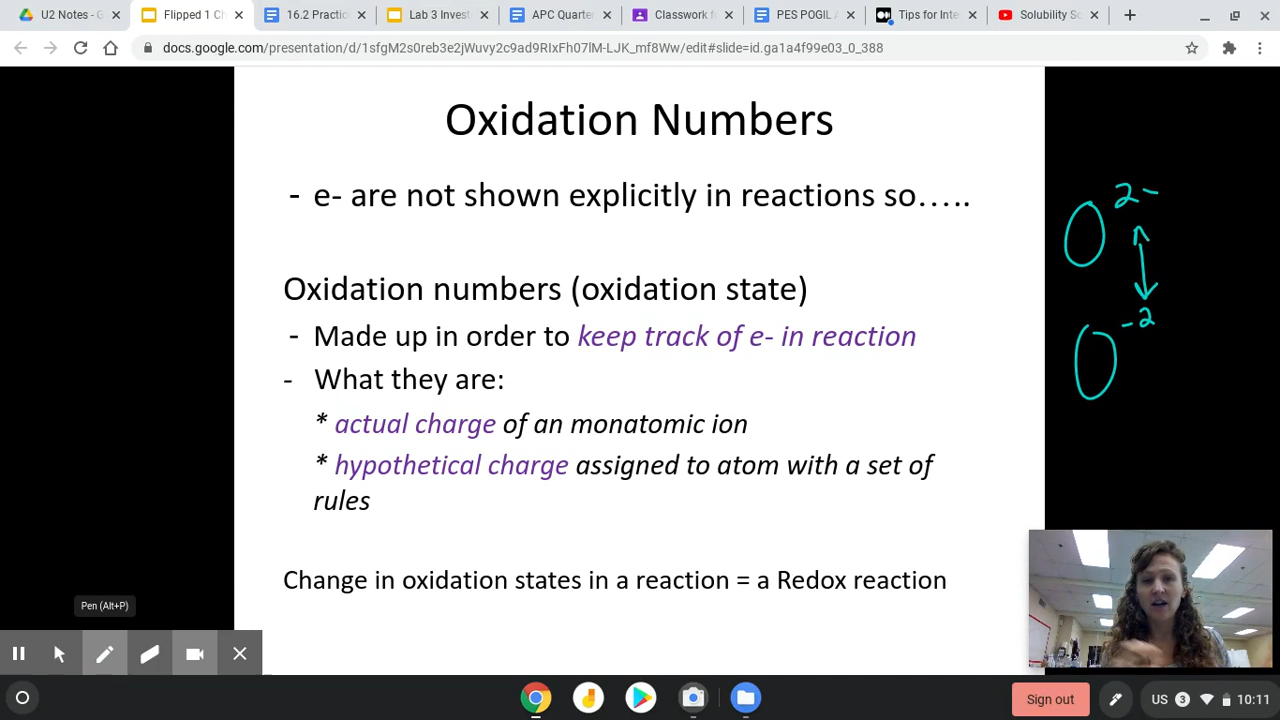 U2 Notes - G
Flipped 1 Ch
16.2 Practic
Lab 3 Invest
APC Quarter
Classwork f
PES POGIL A
Tips for Inte
Solubility Sc
docs.google.com/presentation/d/1sfgM2s0reb3e2jWuvy2c9ad9RIxFh07lM-LJK_mf8Ww/edit#slide=id.ga1a4f99e03_0_388
Oxidation Numbers
- e- are not shown explicitly in reactions so…..
Oxidation numbers (oxidation state)
- Made up in order to keep track of e- in reaction
- What they are:
* actual charge of an monatomic ion
* hypothetical charge assigned to atom with a set of
rules
Change in oxidation states in a reaction = a Redox reaction
O 2-
O -2
Pen (Alt+P)
Sign out
US 3 10:11